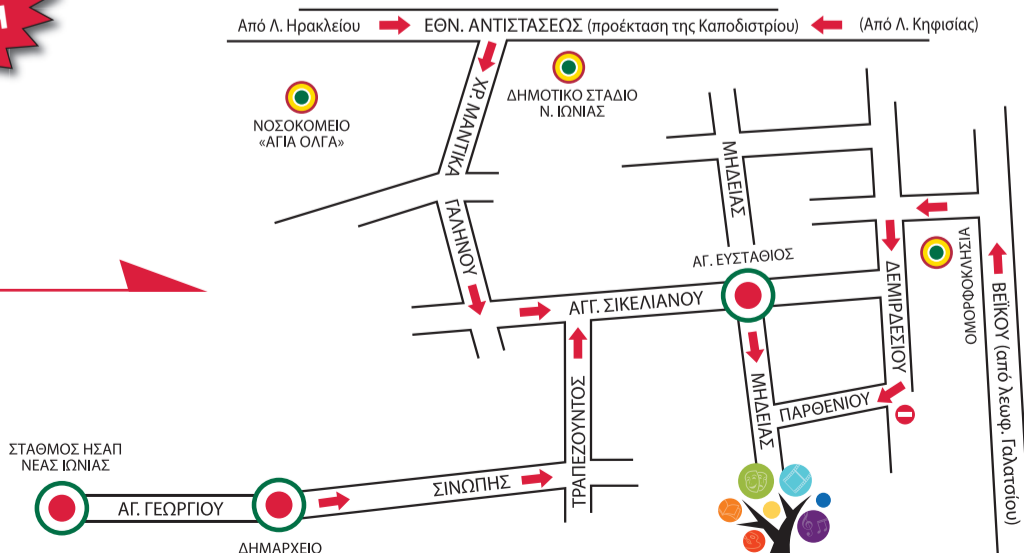 Από Λ. Ηρακλείου
ΕΘΝ. ΑΝΤΙΣΤΑΣΕΩΣ (προέκταση της Καποδιστρίου)
(Από Λ. Κηφισίας)
ΧΡ. ΜΑΝΤΙΚΑ
ΔΗΜΟΤΙΚΟ ΣΤΑΔΙΟ
Ν. ΙΩΝΙΑΣ
ΝΟΣΟΚΟΜΕΙΟ
«ΑΓΙΑ ΟΛΓΑ»
ΜΗΔΕΙΑΣ
ΓΑΛΗΝΟΥ
ΑΓ. ΕΥΣΤΑΘΙΟΣ
ΟΜΟΡΦΟΚΛΗΣΙΑ
ΔΕΜΙΡΔΕΣΙΟΥ
ΒΕΪΚΟΥ (από λεωφ. Γαλατσίου)
ΑΓΓ. ΣΙΚΕΛΙΑΝΟΥ
ΜΗΔΕΙΑΣ
ΠΑΡΘΕΝΙΟΥ
ΤΡΑΠΕΖΟΥΝΤΟΣ
ΣΤΑΘΜΟΣ ΗΣΑΠ
ΝΕΑΣ ΙΩΝΙΑΣ
ΣΙΝΩΠΗΣ
ΑΓ. ΓΕΩΡΓΙΟΥ
ΔΗΜΑΡΧΕΙΟ